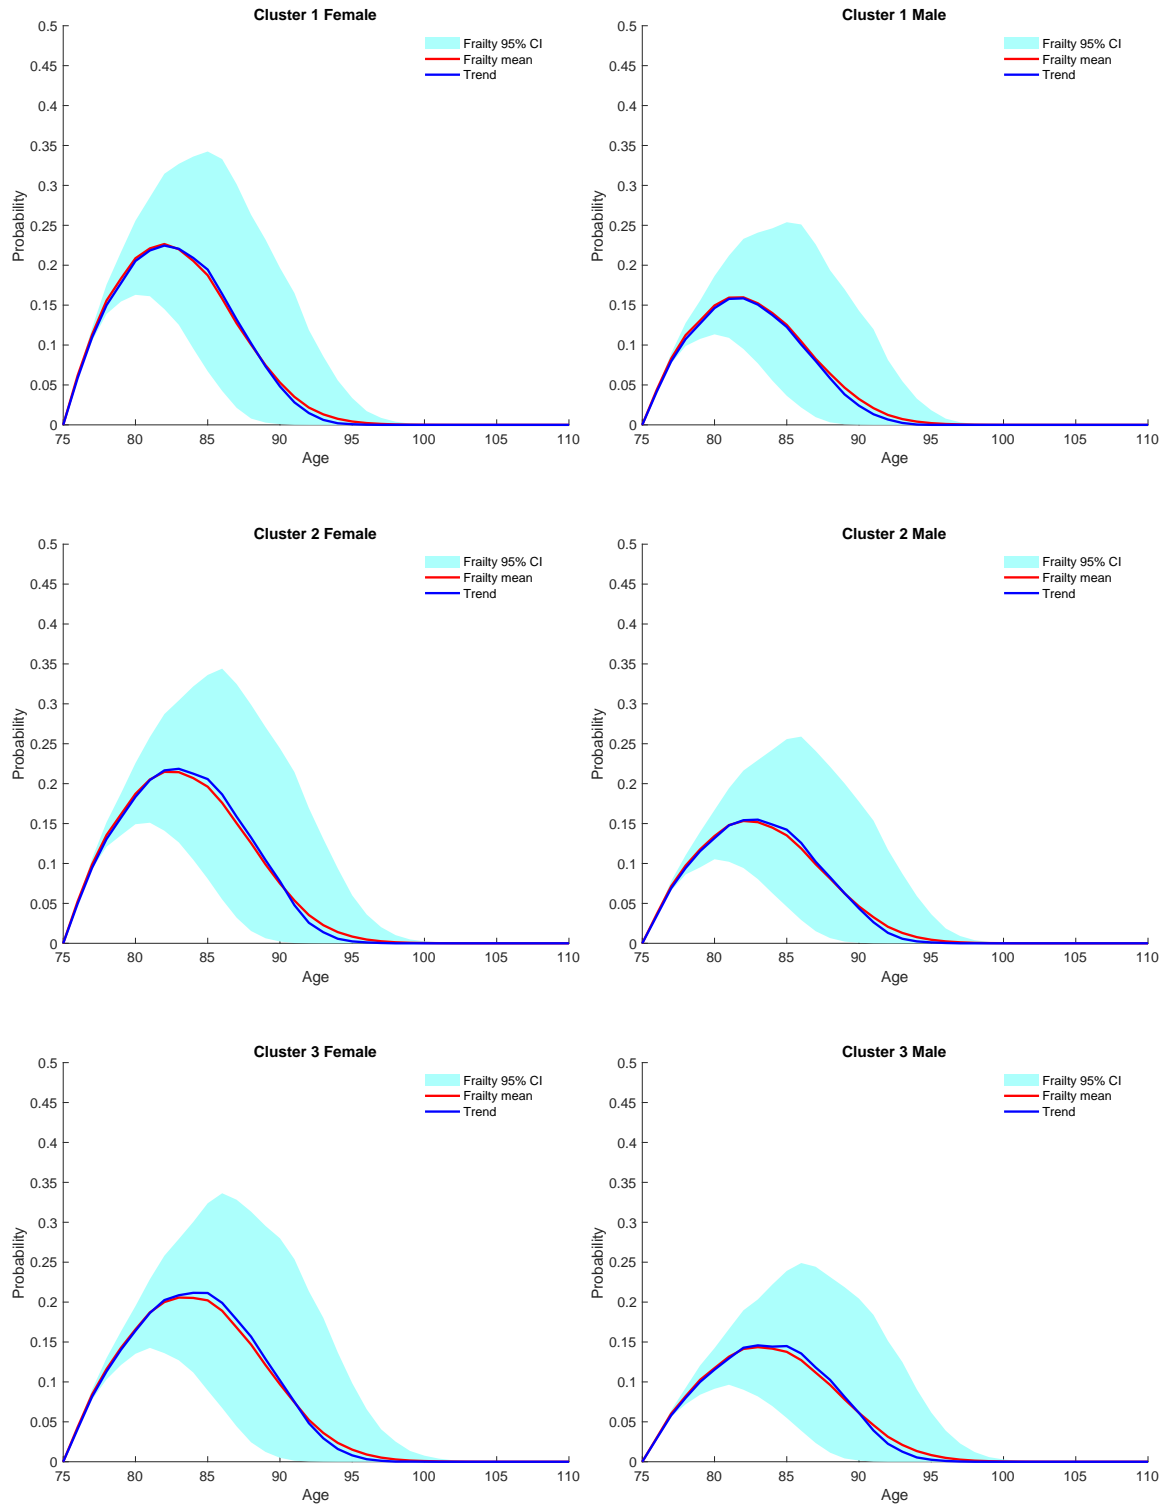 Cluster 1 Female
Frailty 95% CI
Frailty mean
Trend
Probability
0.5
0.45
0.4
0.35
0.3
0.25
0.2
0.15
0.1
0.05
0
75 80 85 90 95 100 105 110
Age
Cluster 1 Male
Frailty 95% CI
Frailty mean
Trend
Probability
0.5
0.45
0.4
0.35
0.3
0.25
0.2
0.15
0.1
0.05
0
75 80 85 90 95 100 105 110
Age
Cluster 2 Female
Frailty 95% CI
Frailty mean
Trend
Probability
0.5
0.45
0.4
0.35
0.3
0.25
0.2
0.15
0.1
0.05
0
75 80 85 90 95 100 105 110
Age
Cluster 2 Male
Frailty 95% CI
Frailty mean
Trend
Probability
0.5
0.45
0.4
0.35
0.3
0.25
0.2
0.15
0.1
0.05
0
75 80 85 90 95 100 105 110
Age
Cluster 3 Female
Frailty 95% CI
Frailty mean
Trend
Probability
0.5
0.45
0.4
0.35
0.3
0.25
0.2
0.15
0.1
0.05
0
75 80 85 90 95 100 105 110
Age
Cluster 3 Male
Frailty 95% CI
Frailty mean
Trend
Probability
0.5
0.45
0.4
0.35
0.3
0.25
0.2
0.15
0.1
0.05
0
75 80 85 90 95 100 105 110
Age